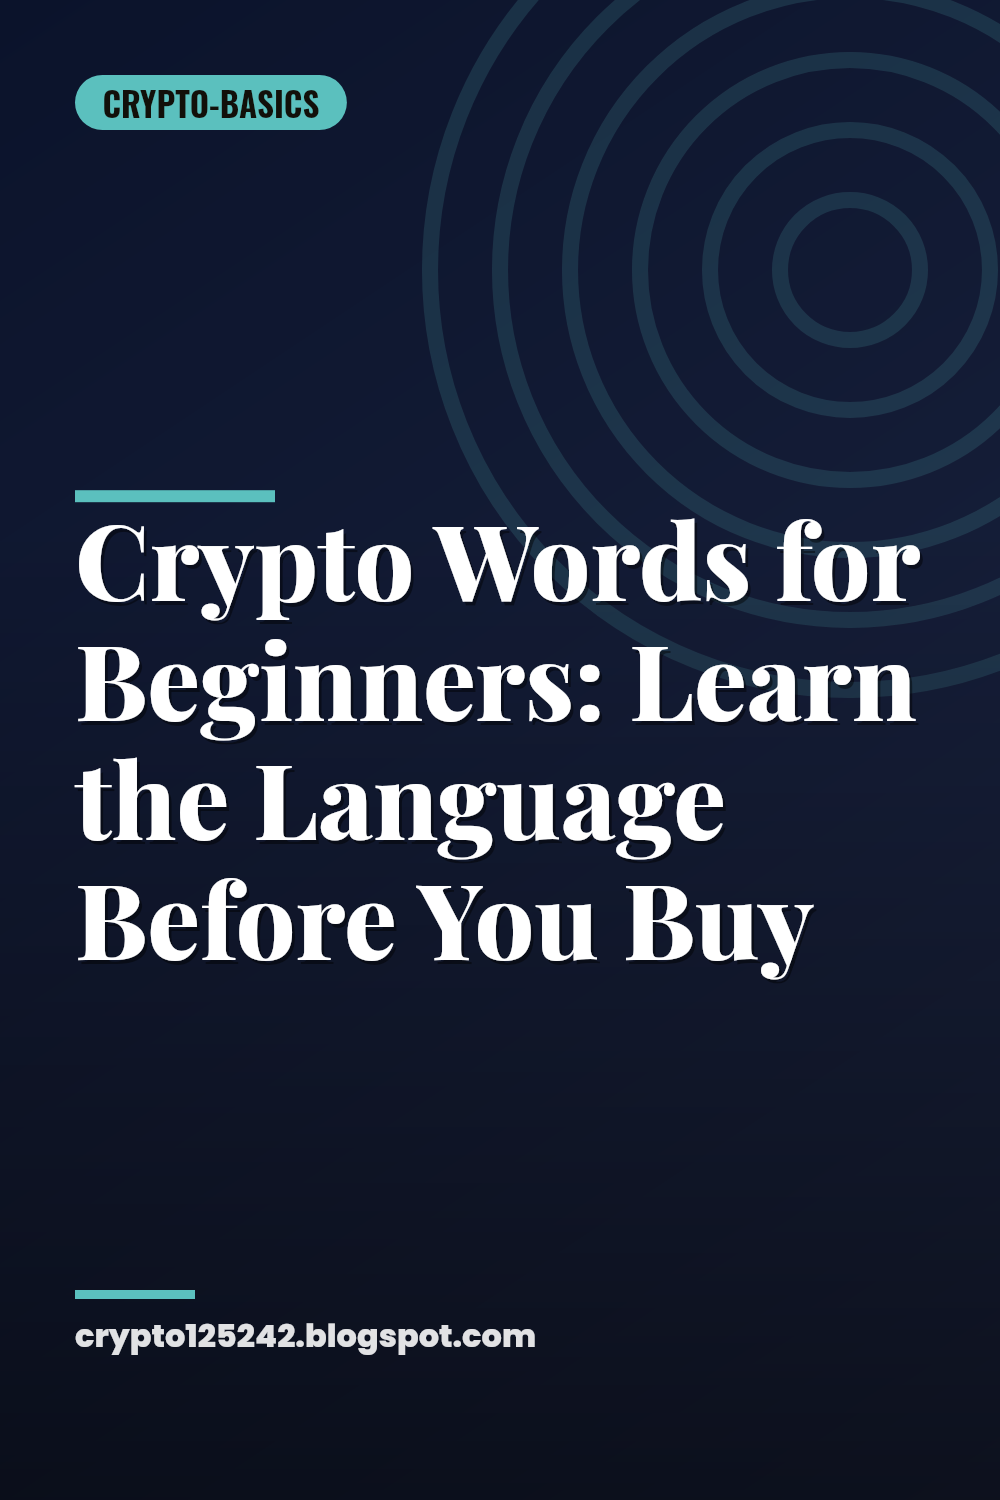 CRYPTO-BASICS
Crypto Words for
Beginners: Learn
the Language
Before You Buy
crypto125242.blogspot.com